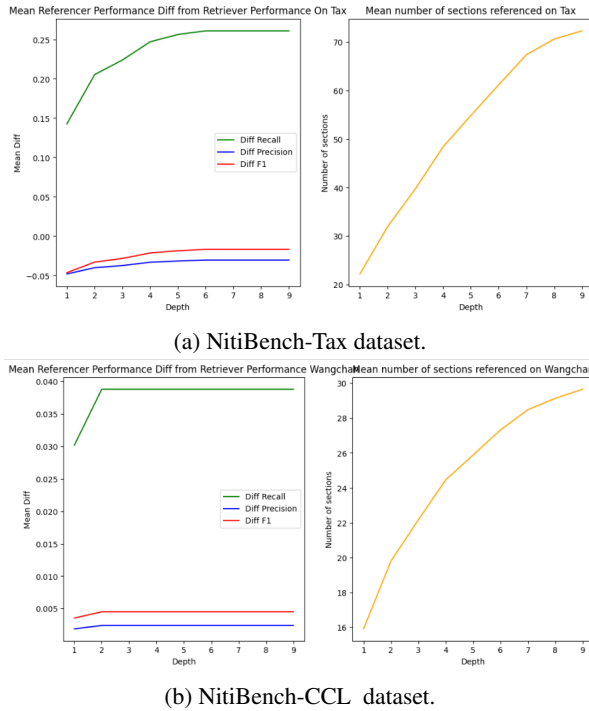 Mean Referencer Performance Diff from Retriever Performance On Tax
Mean Diff
0.25
0.20
0.15
0.10
0.05
0.00
−0.05
Diff Recall
Diff Precision
Diff F1
1 2 3 4 5 6 7 8 9
Depth
Mean number of sections referenced on Tax
Number of sections
70
60
50
40
30
20
1 2 3 4 5 6 7 8 9
Depth
(a) NitiBench-Tax dataset.
Mean Referencer Performance Diff from Retriever Performance Wangchan
Mean Diff
0.040
0.035
0.030
0.025
0.020
0.015
0.010
0.005
Diff Recall
Diff Precision
Diff F1
1 2 3 4 5 6 7 8 9
Depth
Mean number of sections referenced on Wangchan
Number of sections
30
28
26
24
22
20
18
16
1 2 3 4 5 6 7 8 9
Depth
(b) NitiBench-CCL dataset.